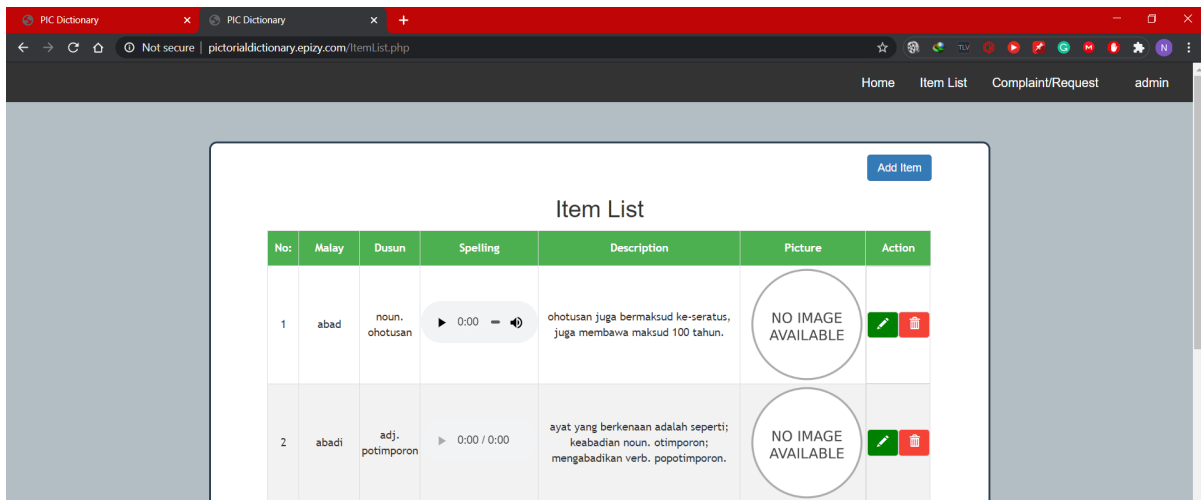 PIC Dictionary
PIC Dictionary
Not secure | pictorialdictionary.epizy.com/ItemList.php
TLV
G
M
N
Home Item List Complaint/Request admin
Add Item
Item List
No: Malay Dusun Spelling Description Picture Action
1 abad noun. ohotusan 0:00 ohotusan juga bermaksud ke-seratus, juga membawa maksud 100 tahun. NO IMAGE AVAILABLE
2 abadi adj. potimporon 0:00 / 0:00 ayat yang berkenaan adalah seperti; keabadian noun. otimporon; mengabadikan verb. popotimporon. NO IMAGE AVAILABLE